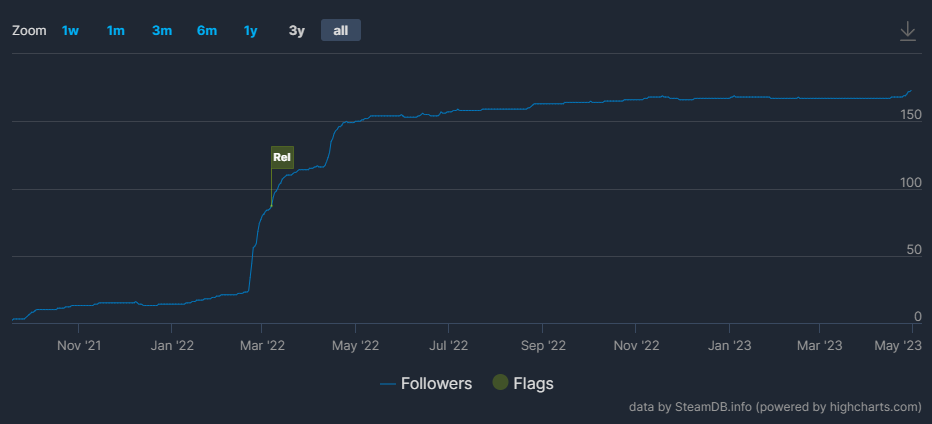 Zoom 1w 1m 3m 6m 1y 3y all
Rel
150
100
50
0
Nov '21 Jan '22 Mar '22 May '22 Jul '22 Sep '22 Nov '22 Jan '23 Mar '23 May '23
Followers Flags
data by SteamDB.info (powered by highcharts.com)